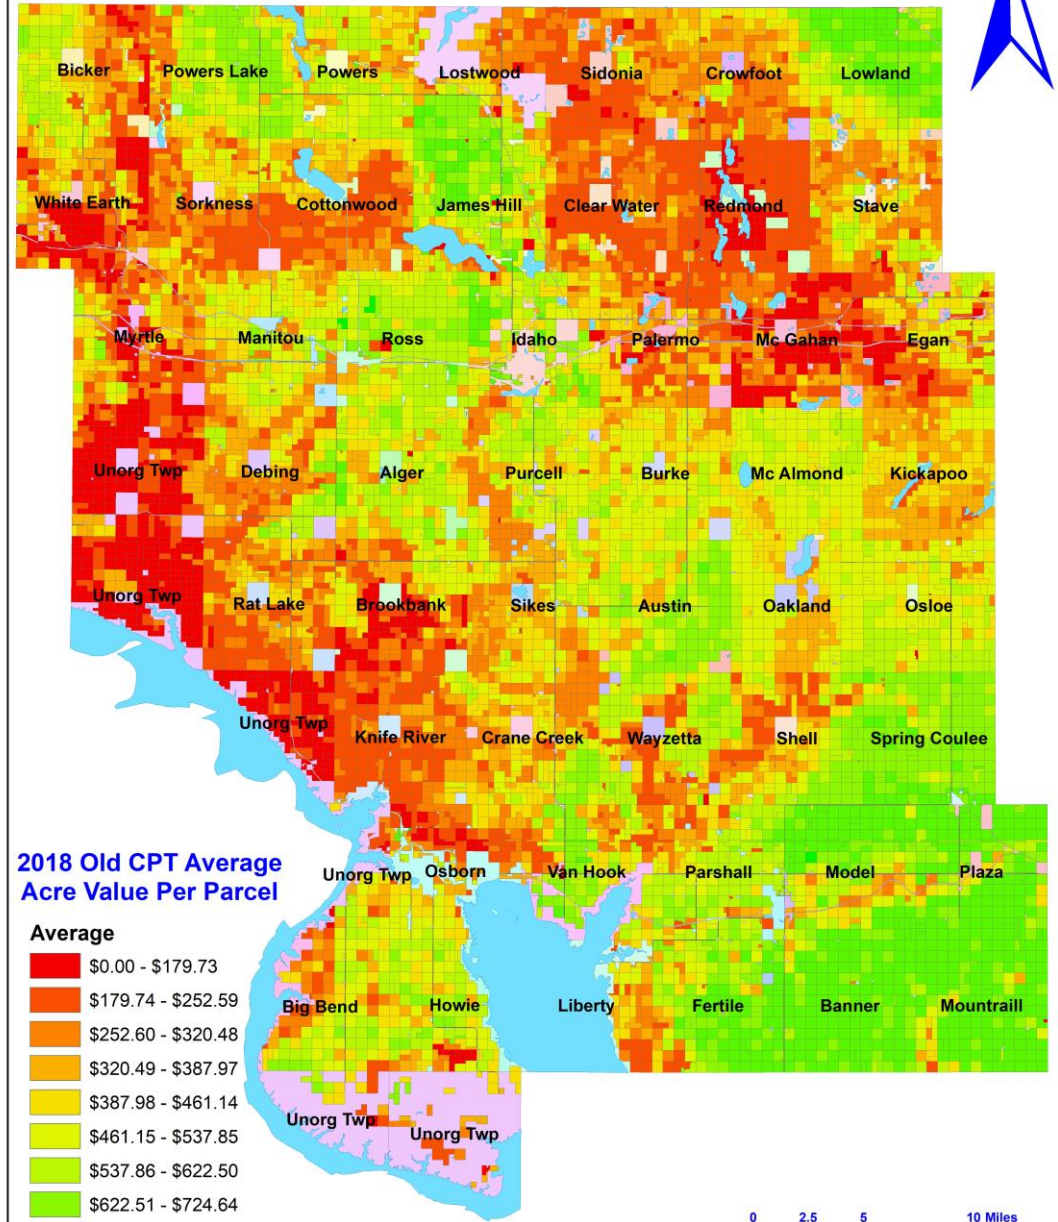 Bicker
Powers Lake
Powers
Lostwood
Sidonia
Crowfoot
Lowland
White Earth
Sorkness
Cottonwood
James Hill
Clear Water
Redmond
Stave
Myrtle
Manitou
Ross
Idaho
Palermo
Mc Gahan
Egan
Unorg Twp
Debing
Alger
Purcell
Burke
Mc Almond
Kickapoo
Unorg Twp
Rat Lake
Brookbank
Sikes
Austin
Oakland
Osloe
Unorg Twp
Knife River
Crane Creek
Wayzetta
Shell
Spring Coulee
Unorg Twp
Osborn
Van Hook
Parshall
Model
Plaza
Big Bend
Howie
Liberty
Fertile
Banner
Mountraill
Unorg Twp
Unorg Twp
2018 Old CPT Average
Acre Value Per Parcel
Average
$0.00 - $179.73
$179.74 - $252.59
$252.60 - $320.48
$320.49 - $387.97
$387.98 - $461.14
$461.15 - $537.85
$537.86 - $622.50
$622.51 - $724.64
0 2.5 5 10 Miles